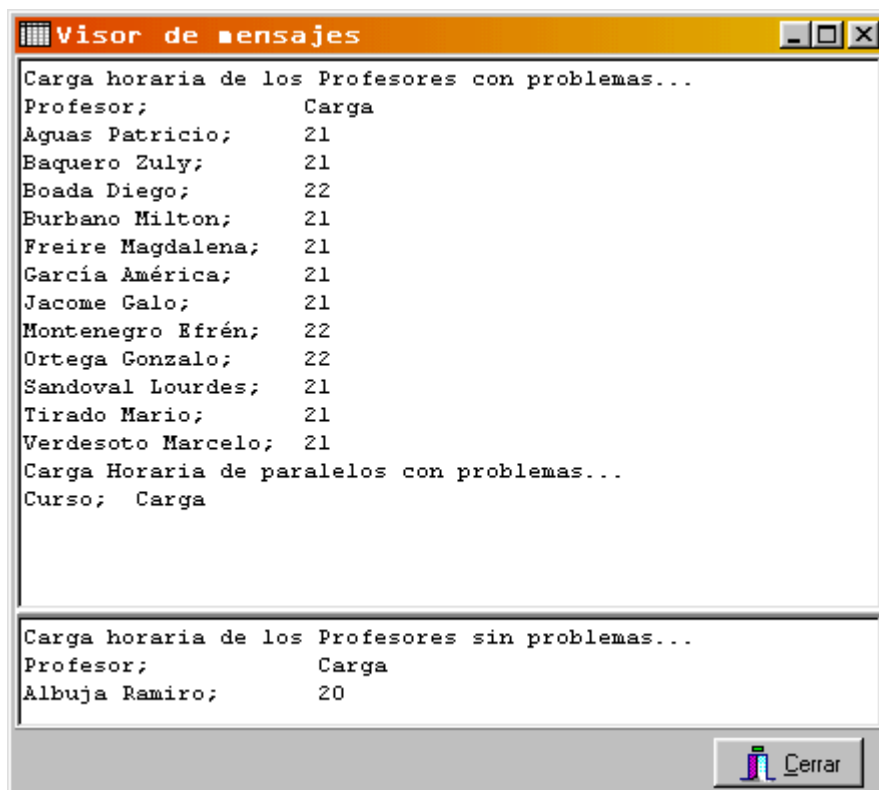 Visor de mensajes
Carga horaria de los Profesores con problemas...
Profesor; Carga
Aguas Patricio; 21
Baquero Zuly; 21
Boada Diego; 22
Burbano Milton; 21
Freire Magdalena; 21
García América; 21
Jacome Galo; 21
Montenegro Efrén; 22
Ortega Gonzalo; 22
Sandoval Lourdes; 21
Tirado Mario; 21
Verdesoto Marcelo; 21
Carga Horaria de paralelos con problemas...
Curso; Carga
Carga horaria de los Profesores sin problemas...
Profesor; Carga
Albuja Ramiro; 20
Cerrar